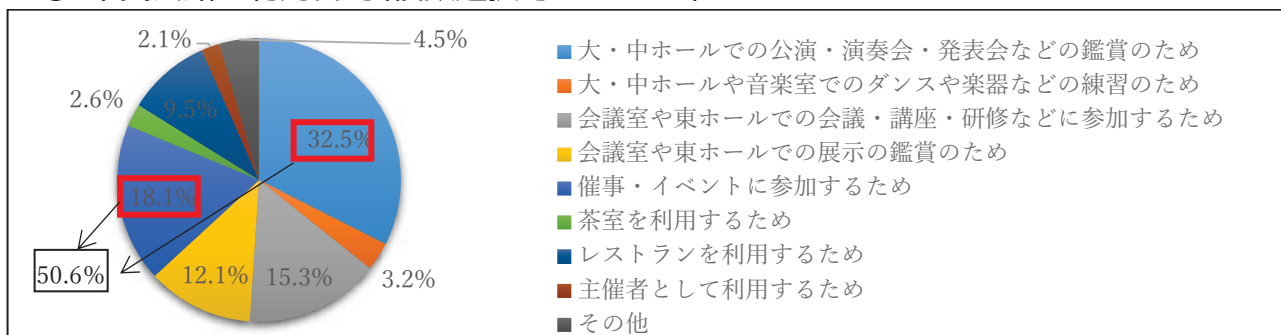 2.1%
4.5%
2.6%
9.5%
32.5%
18.1%
50.6%
12.1%
15.3%
3.2%
大・中ホールでの公演・演奏会・発表会などの鑑賞のため
大・中ホールや音楽室でのダンスや楽器などの練習のため
会議室や東ホールでの会議・講座・研修などに参加するため
会議室や東ホールでの展示の鑑賞のため
催事・イベントに参加するため
茶室を利用するため
レストランを利用するため
主催者として利用するため
その他